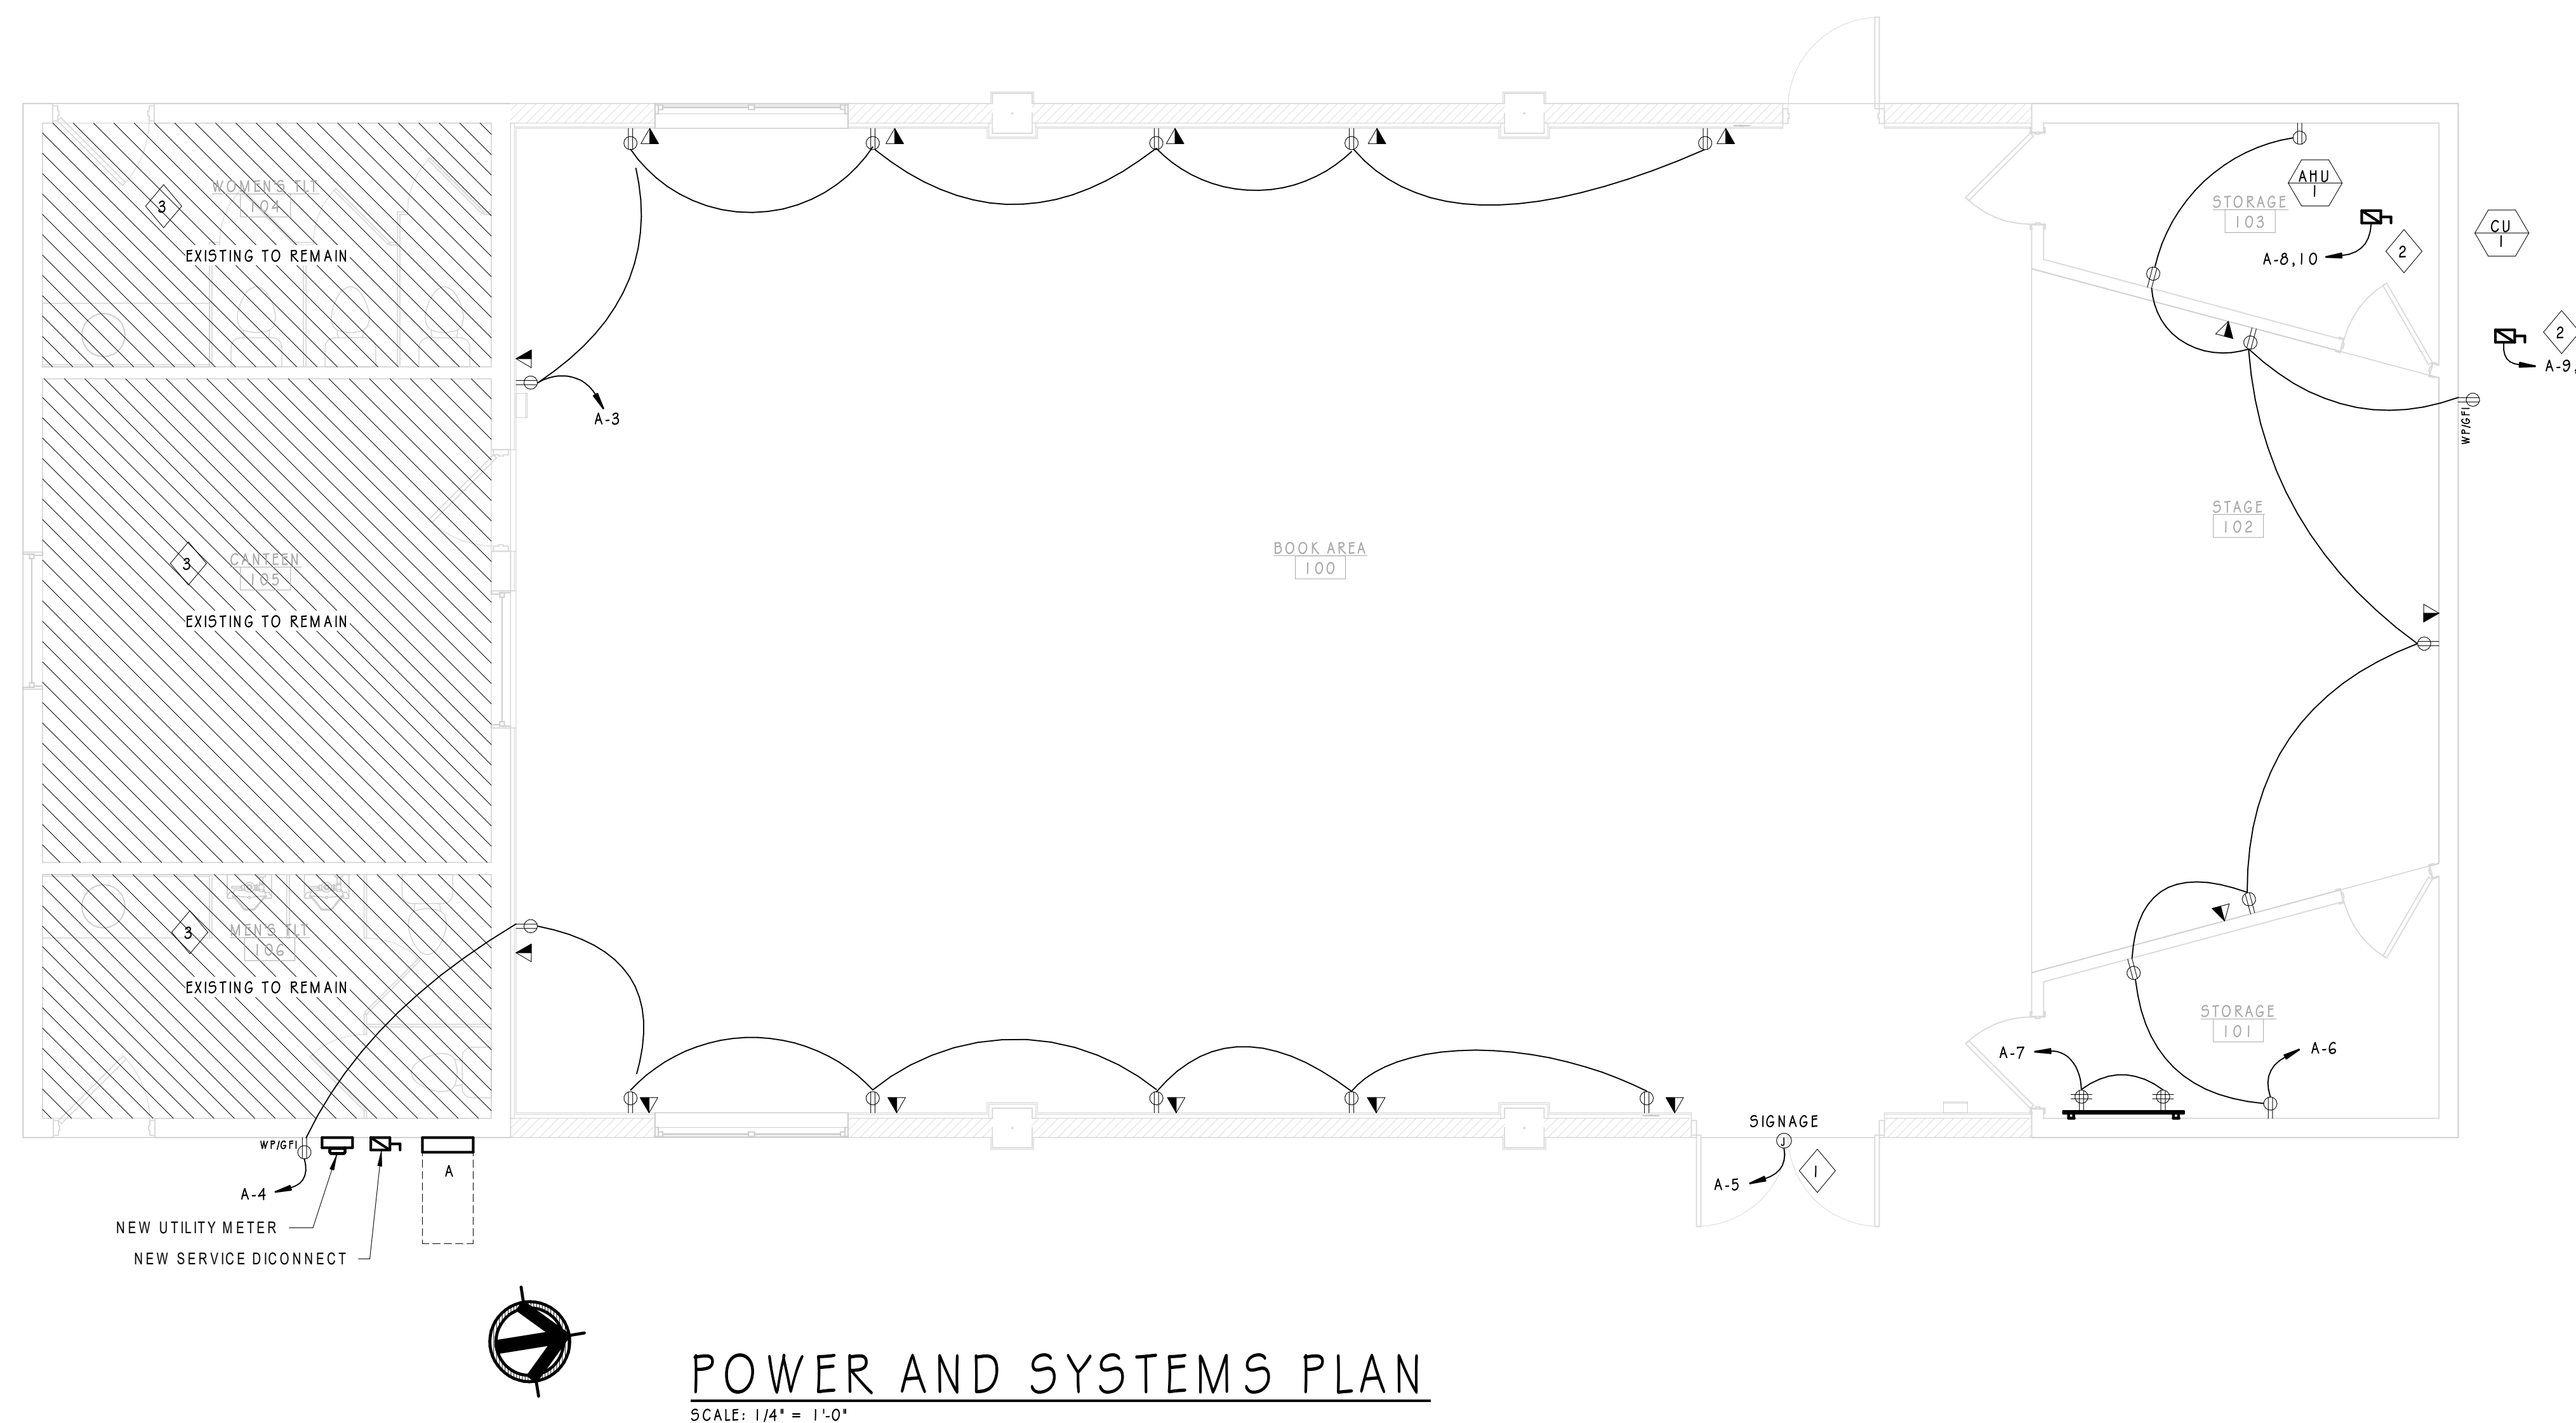 WOMEN'S TLT
104
3
EXISTING TO REMAIN
AHU
1
STORAGE
103
CU
1
A-8,10
2
2
A-9,
A-3
WP/GFI
STAGE
102
BOOK AREA
100
3
CANTEEN
105
EXISTING TO REMAIN
3
MEN'S TLT
106
EXISTING TO REMAIN
STORAGE
101
A-7
A-6
SIGNAGE
J
1
A-5
WP/GFI
A
A-4
NEW UTILITY METER
NEW SERVICE DICONNECT
POWER AND SYSTEMS PLAN
SCALE: 1/4" = 1'-0"